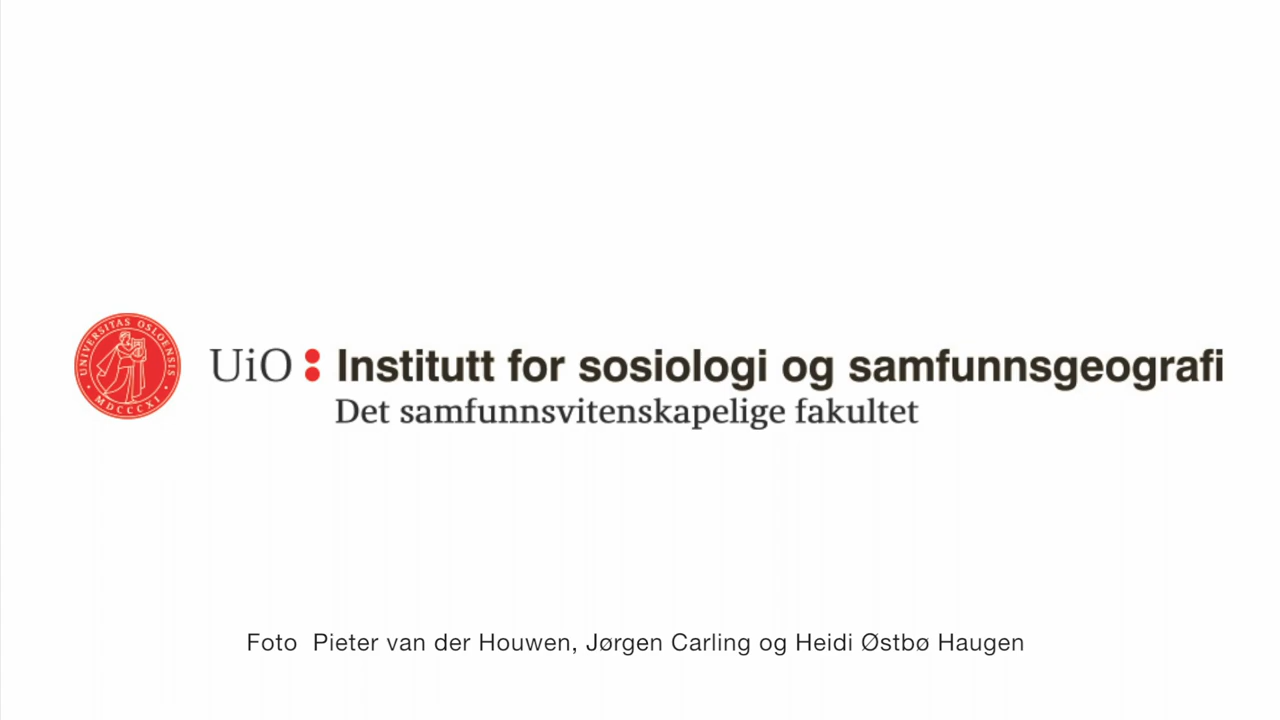 UNIVERSITAS OSLOENSIS
MDCCCXI
UiO : Institutt for sosiologi og samfunnsgeografi
Det samfunnsvitenskapelige fakultet
Foto Pieter van der Houwen, Jørgen Carling og Heidi Østbø Haugen